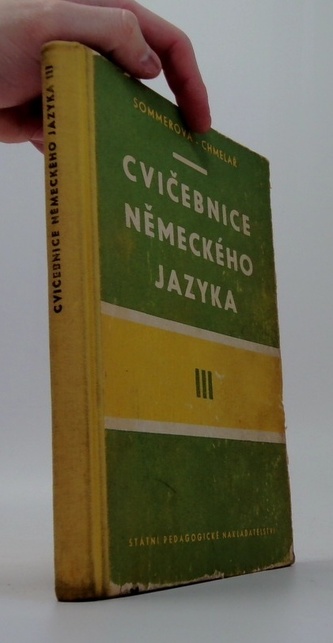 CVIČEBNICE NĚMECKÉHO JAZYKA III
SOMMEROVÁ - CHMELAŘ
CVIČEBNICE
NĚMECKÉHO
JAZYKA
III
STÁTNÍ PEDAGOGICKÉ NAKLADATELSTVÍ